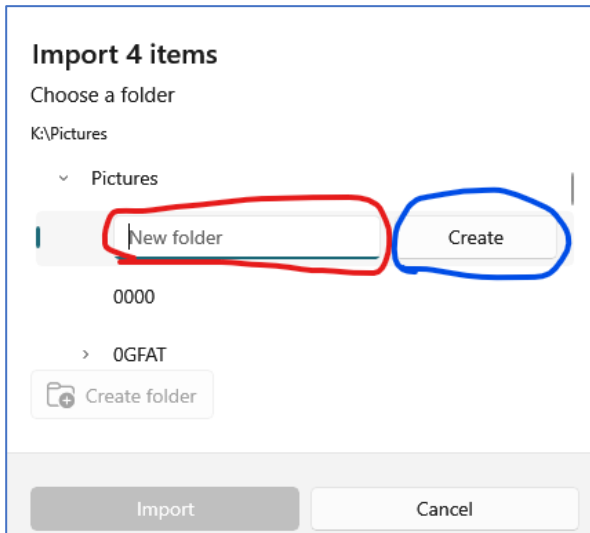 Import 4 items
Choose a folder
K:\Pictures
Pictures
New folder Create
0000
0GFAT
Create folder
Import Cancel